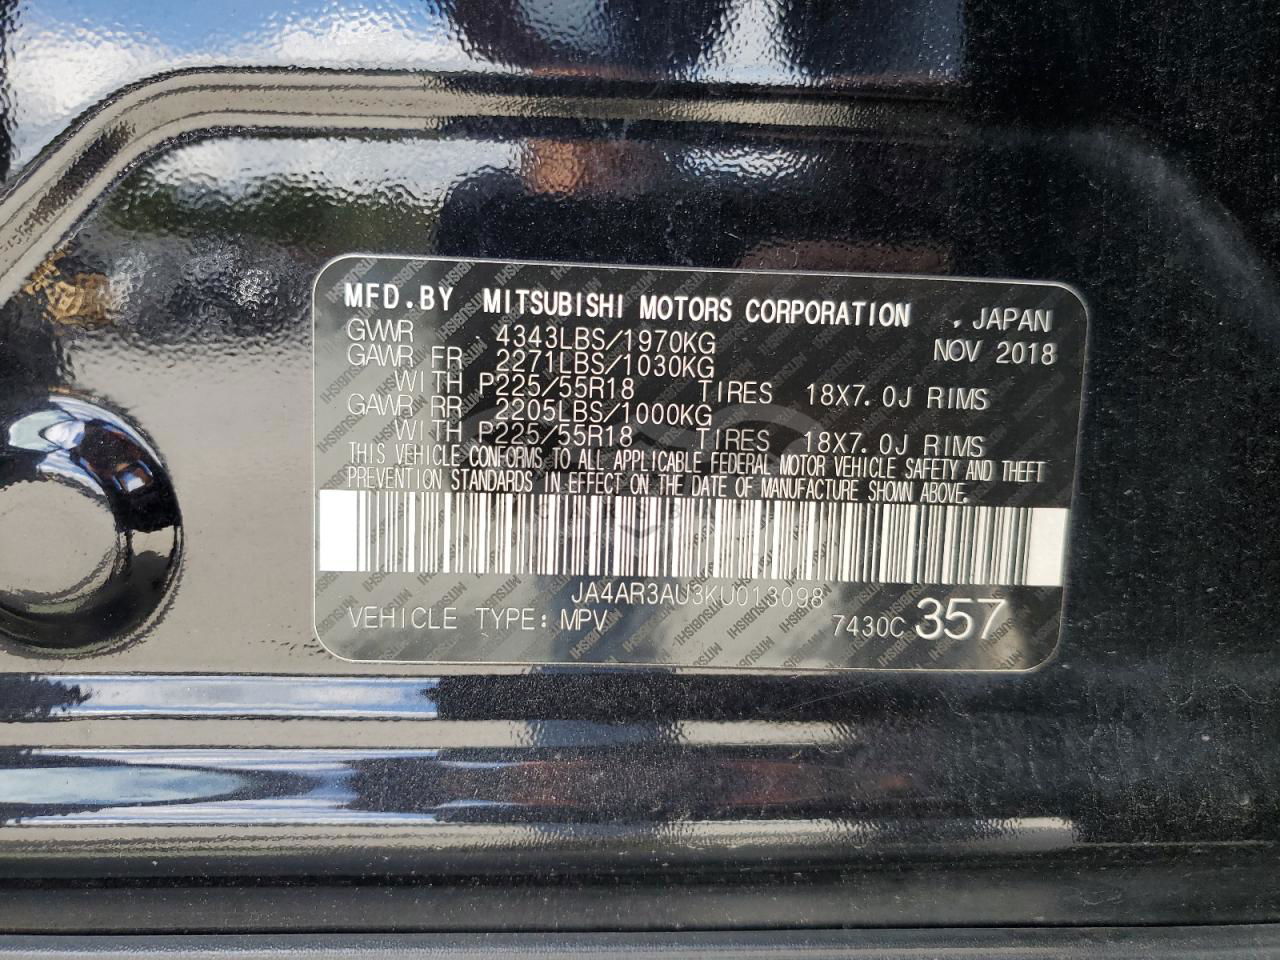 MFD.BY MITSUBISHI MOTORS CORPORATION , JAPAN
GVWR 4343LBS/1970KG NOV 2018
GAWR FR 2271LBS/1030KG
WITH P225/55R18 TIRES 18X7.0J RIMS
GAWR RR 2205LBS/1000KG
WITH P225/55R18 TIRES 18X7.0J RIMS
THIS VEHICLE CONFORMS TO ALL APPLICABLE FEDERAL MOTOR VEHICLE SAFETY AND THEFT
PREVENTION STANDARDS IN EFFECT ON THE DATE OF MANUFACTURE SHOWN ABOVE.
JA4AR3AU3KU013098
VEHICLE TYPE: MPV 7430C 357